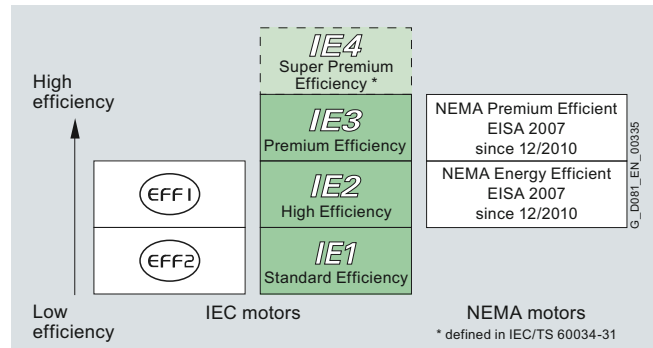 High
efficiency
EFF1
EFF2
Low
efficiency
IE4
Super Premium
Efficiency *
IE3
Premium Efficiency
IE2
High Efficiency
IE1
Standard Efficiency
IEC motors
NEMA Premium Efficient
EISA 2007
since 12/2010
NEMA Energy Efficient
EISA 2007
since 12/2010
NEMA motors
* defined in IEC/TS 60034-31
G_D081_EN_00335